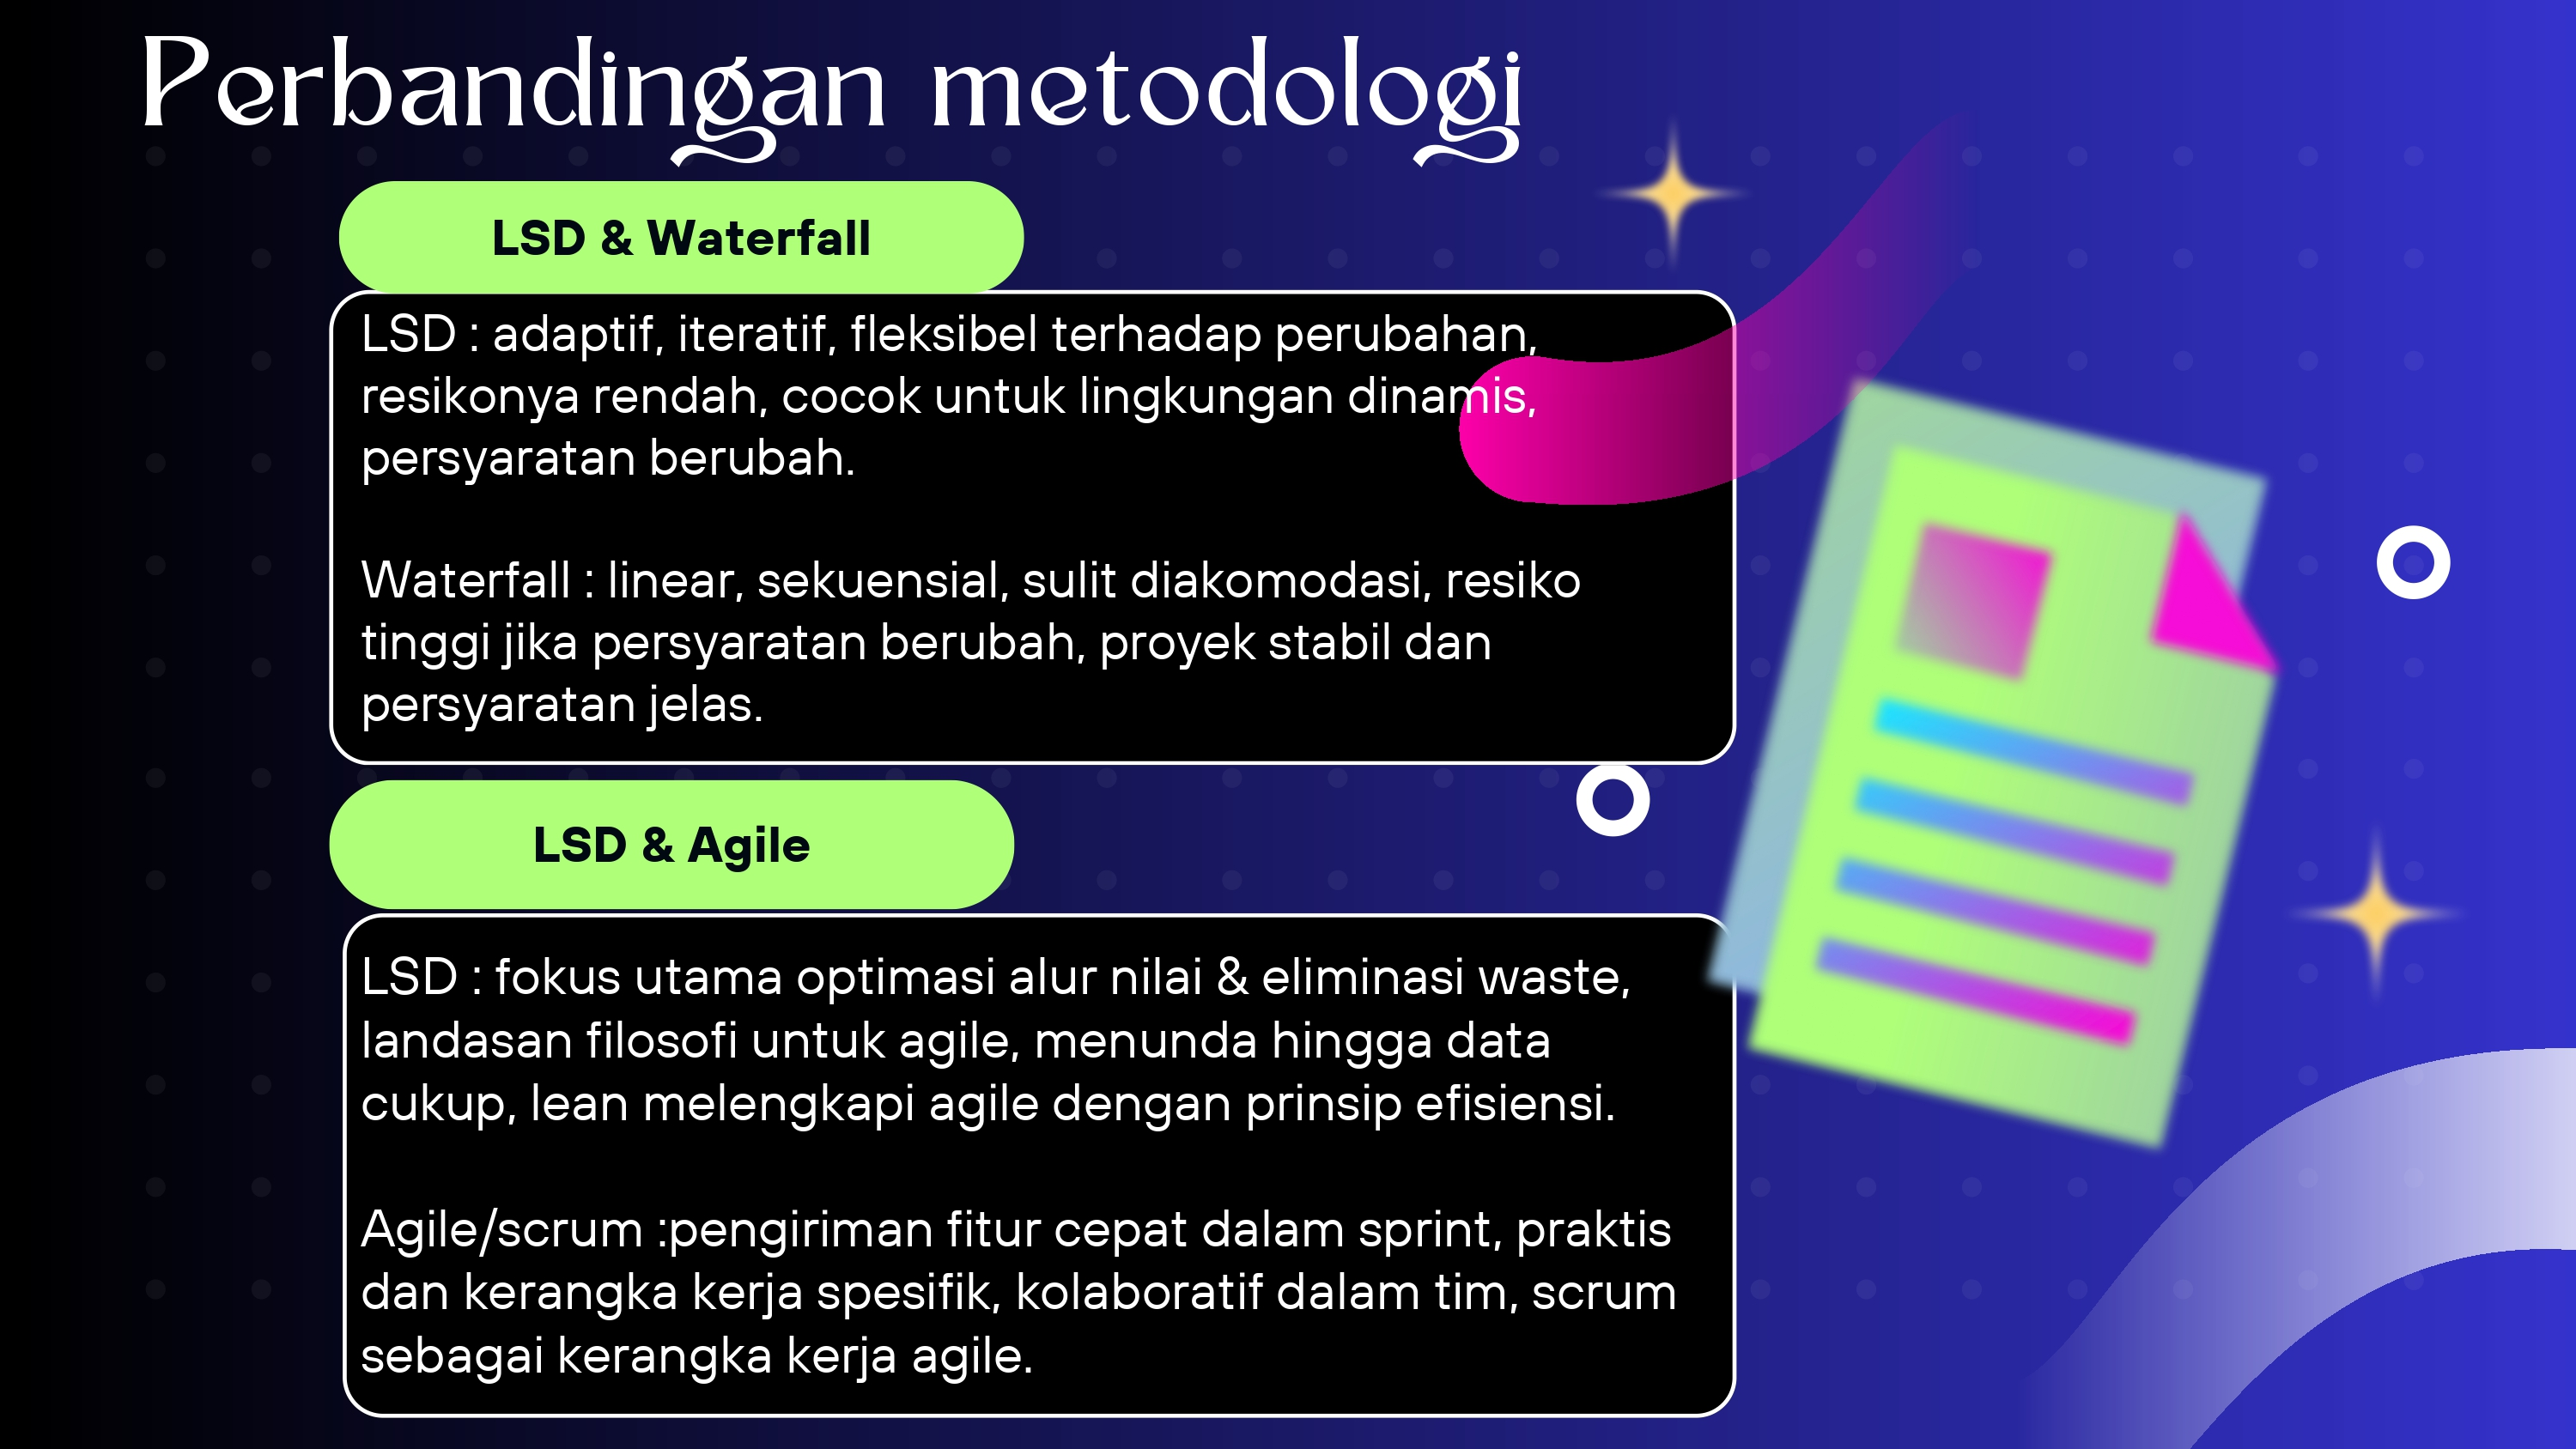 Perbandingan metodologi
LSD & Waterfall
LSD : adaptif, iteratif, fleksibel terhadap perubahan,
resikonya rendah, cocok untuk lingkungan dinamis,
persyaratan berubah.
Waterfall : linear, sekuensial, sulit diakomodasi, resiko
tinggi jika persyaratan berubah, proyek stabil dan
persyaratan jelas.
LSD & Agile
LSD : fokus utama optimasi alur nilai & eliminasi waste,
landasan filosofi untuk agile, menunda hingga data
cukup, lean melengkapi agile dengan prinsip efisiensi.
Agile/scrum :pengiriman fitur cepat dalam sprint, praktis
dan kerangka kerja spesifik, kolaboratif dalam tim, scrum
sebagai kerangka kerja agile.